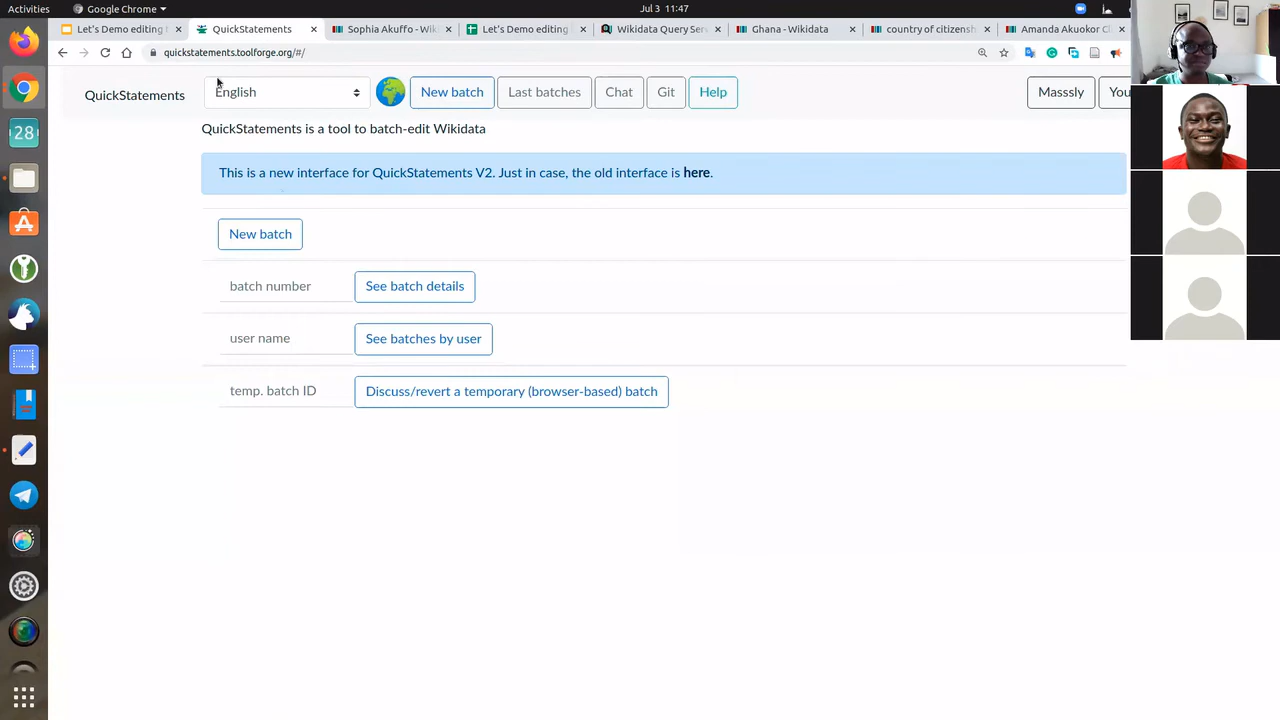 Activities Google Chrome Jul 3 11:47
Let's Demo editing QuickStatements Sophia Akuffo - Wiki Let's Demo editing Wikidata Query Ser Ghana - Wikidata country of citizensh Amanda Akuokor Cl
quickstatements.toolforge.org/#/
QuickStatements English New batch Last batches Chat Git Help Masssly You
QuickStatements is a tool to batch-edit Wikidata
This is a new interface for QuickStatements V2. Just in case, the old interface is here.
New batch
batch number See batch details
user name See batches by user
temp. batch ID Discuss/revert a temporary (browser-based) batch
28